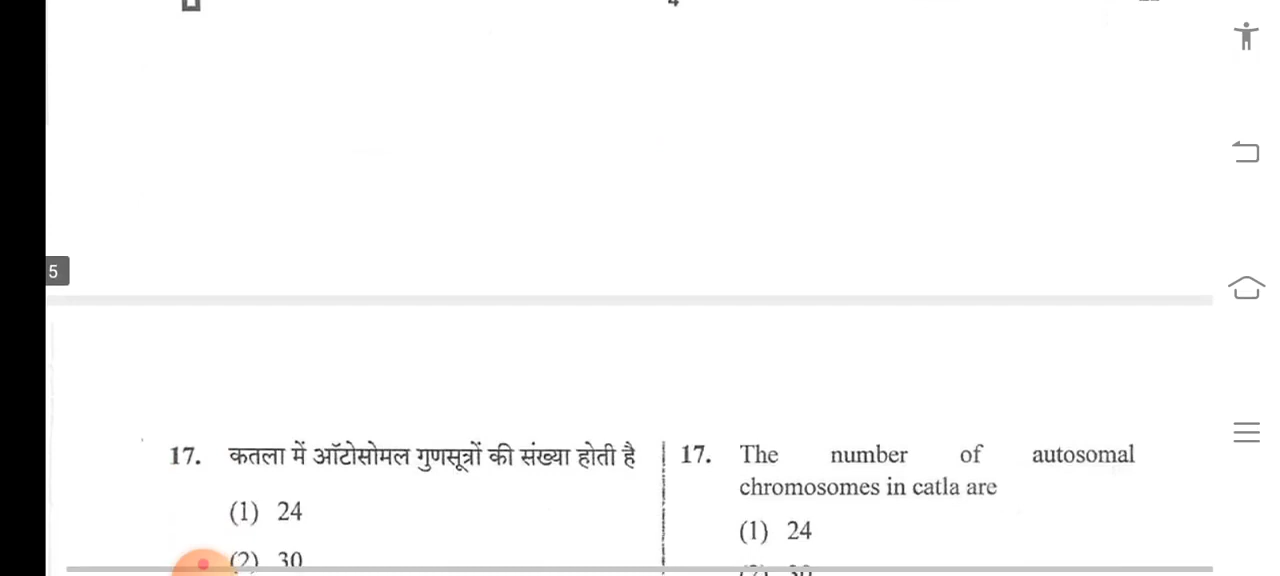 5
17. कतला में ऑटोसोमल गुणसूत्रों की संख्या होती है
(1) 24
(2) 30
17. The number of autosomal
chromosomes in catla are
(1) 24